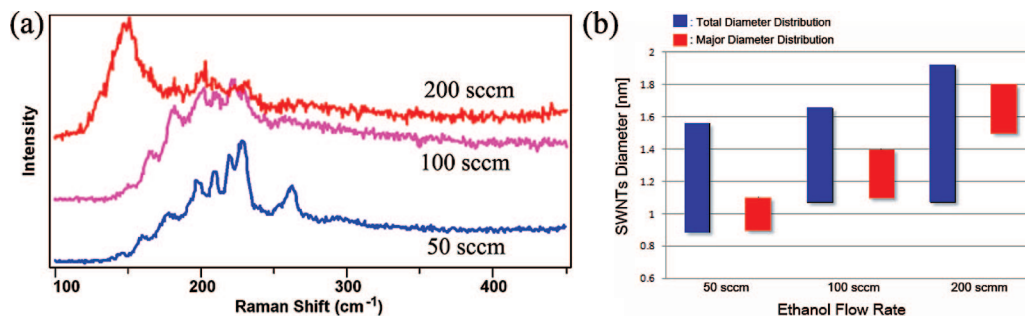 (a)
Intensity
200 sccm
100 sccm
50 sccm
100
200
300
400
Raman Shift (cm⁻¹)
(b)
: Total Diameter Distribution
: Major Diameter Distribution
SWNTs Diameter [nm]
2
1.8
1.6
1.4
1.2
1
0.8
0.6
50 sccm
100 sccm
200 scmm
Ethanol Flow Rate